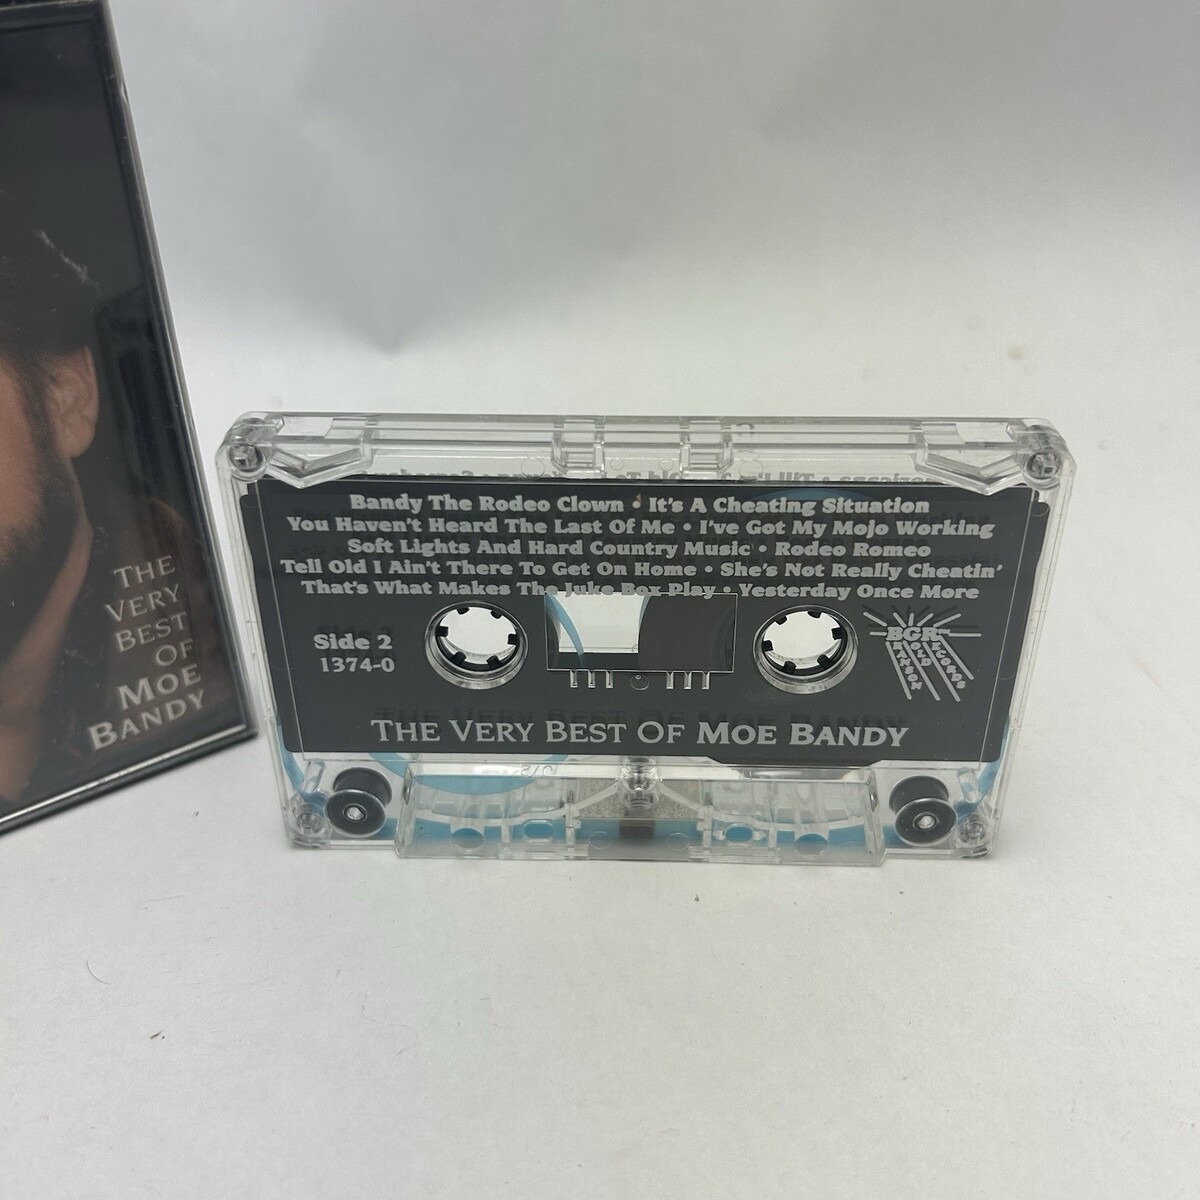 THE
VERY
BEST
OF
MOE
BANDY
Bandy The Rodeo Clown • It's A Cheating Situation
You Haven't Heard The Last Of Me • I've Got My Mojo Working
Soft Lights And Hard Country Music • Rodeo Romeo
Tell Old I Ain't There To Get On Home • She's Not Really Cheatin'
That's What Makes The Juke Box Play • Yesterday Once More
Side 2
1374-0
BGR
THE VERY BEST OF MOE BANDY